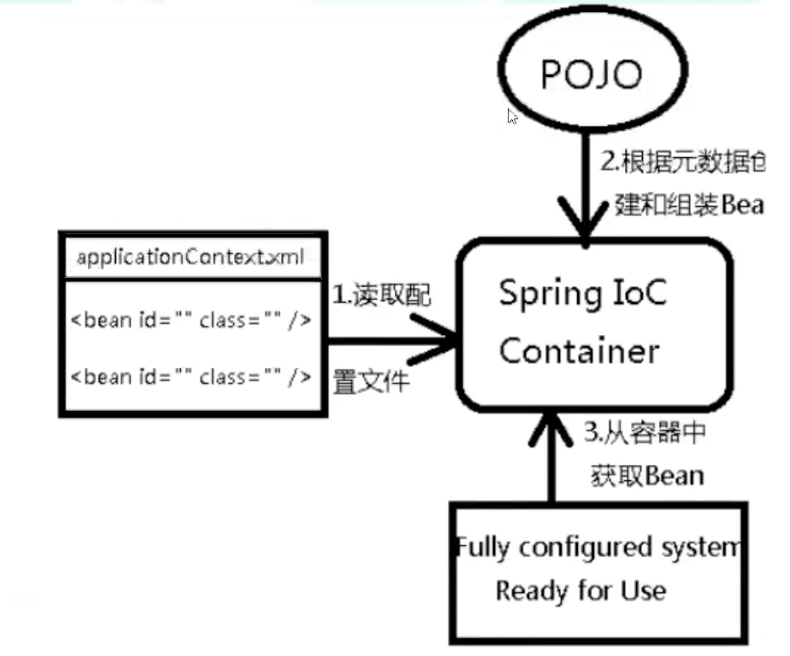 POJO
2.根据元数据创
建和组装Bea
applicationContext.xml
<bean id="" class="" />
<bean id="" class="" />
1.读取配
置文件
Spring IoC
Container
3.从容器中
获取Bean
Fully configured system
Ready for Use